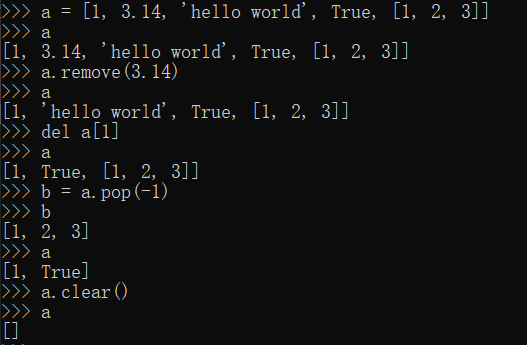 >>> a = [1, 3.14, 'hello world', True, [1, 2, 3]]
>>> a
[1, 3.14, 'hello world', True, [1, 2, 3]]
>>> a.remove(3.14)
>>> a
[1, 'hello world', True, [1, 2, 3]]
>>> del a[1]
>>> a
[1, True, [1, 2, 3]]
>>> b = a.pop(-1)
>>> b
[1, 2, 3]
>>> a
[1, True]
>>> a.clear()
>>> a
[]